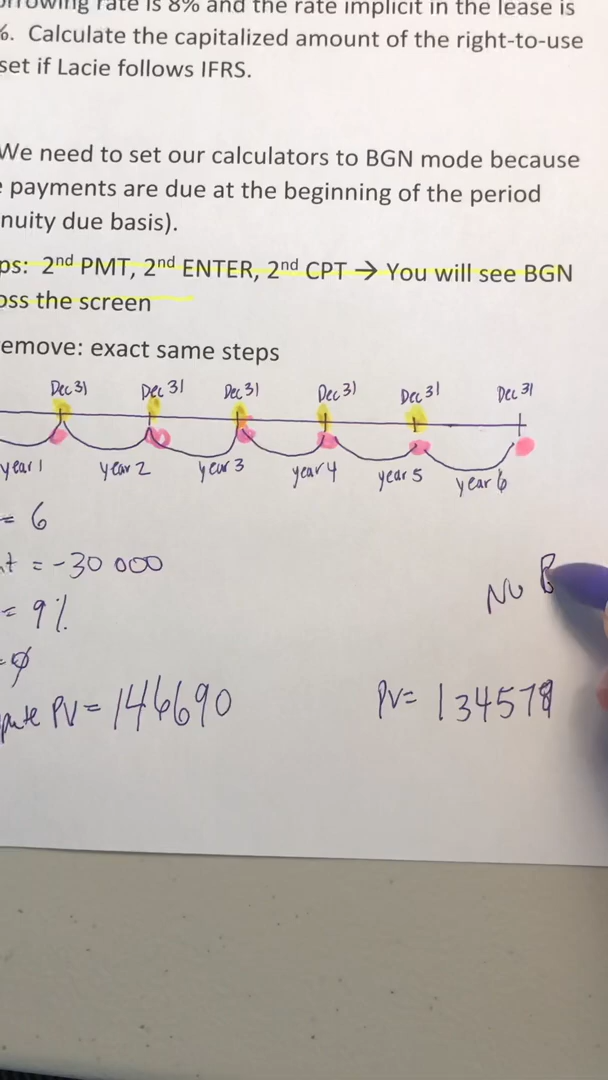 orrowing rate is 8% and the rate implicit in the lease is
%. Calculate the capitalized amount of the right-to-use
set if Lacie follows IFRS.
We need to set our calculators to BGN mode because
e payments are due at the beginning of the period
nuity due basis).
ps: 2nd PMT, 2nd ENTER, 2nd CPT → You will see BGN
oss the screen
emove: exact same steps
Dec 31 Dec 31 Dec 31 Dec 31 Dec 31 Dec 31
year 1 year 2 year 3 year 4 year 5 year 6
= 6
nt = -30 000
= 9%
No B
= ø
pute PV = 146690
PV = 134578